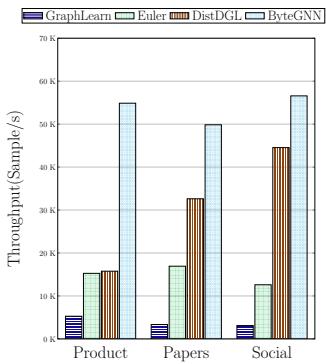 GraphLearn Euler DistDGL ByteGNN
70 K
60 K
50 K
40 K
30 K
20 K
10 K
0 K
Throughput(Sample/s)
Product Papers Social